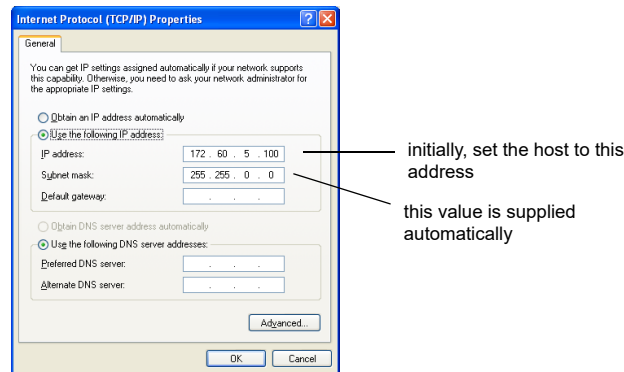 Internet Protocol (TCP/IP) Properties
General
You can get IP settings assigned automatically if your network supports
this capability. Otherwise, you need to ask your network administrator for
the appropriate IP settings.
Obtain an IP address automatically
Use the following IP address:
IP address: 172 . 60 . 5 . 100
Subnet mask: 255 . 255 . 0 . 0
Default gateway: . . .
Obtain DNS server address automatically
Use the following DNS server addresses:
Preferred DNS server: . . .
Alternate DNS server: . . .
Advanced...
OK Cancel
initially, set the host to this
address
this value is supplied
automatically